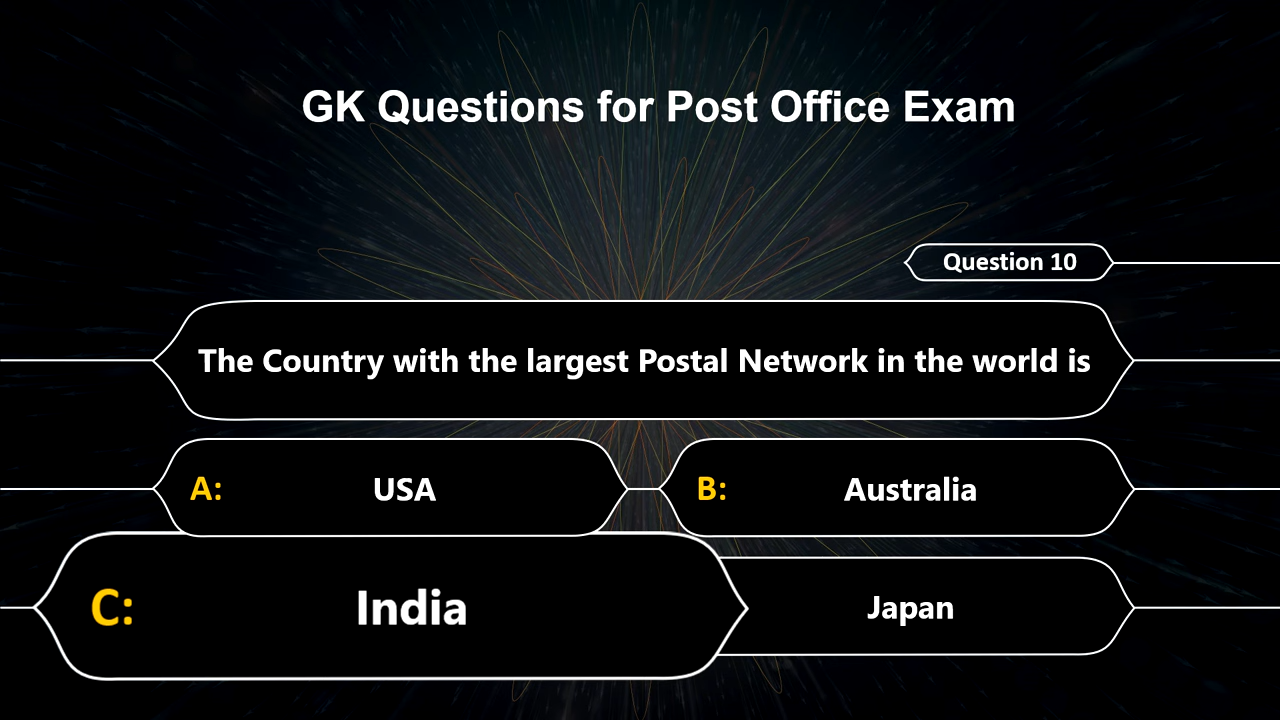 GK Questions for Post Office Exam
Question 10
The Country with the largest Postal Network in the world is
A: USA
B: Australia
C: India
Japan